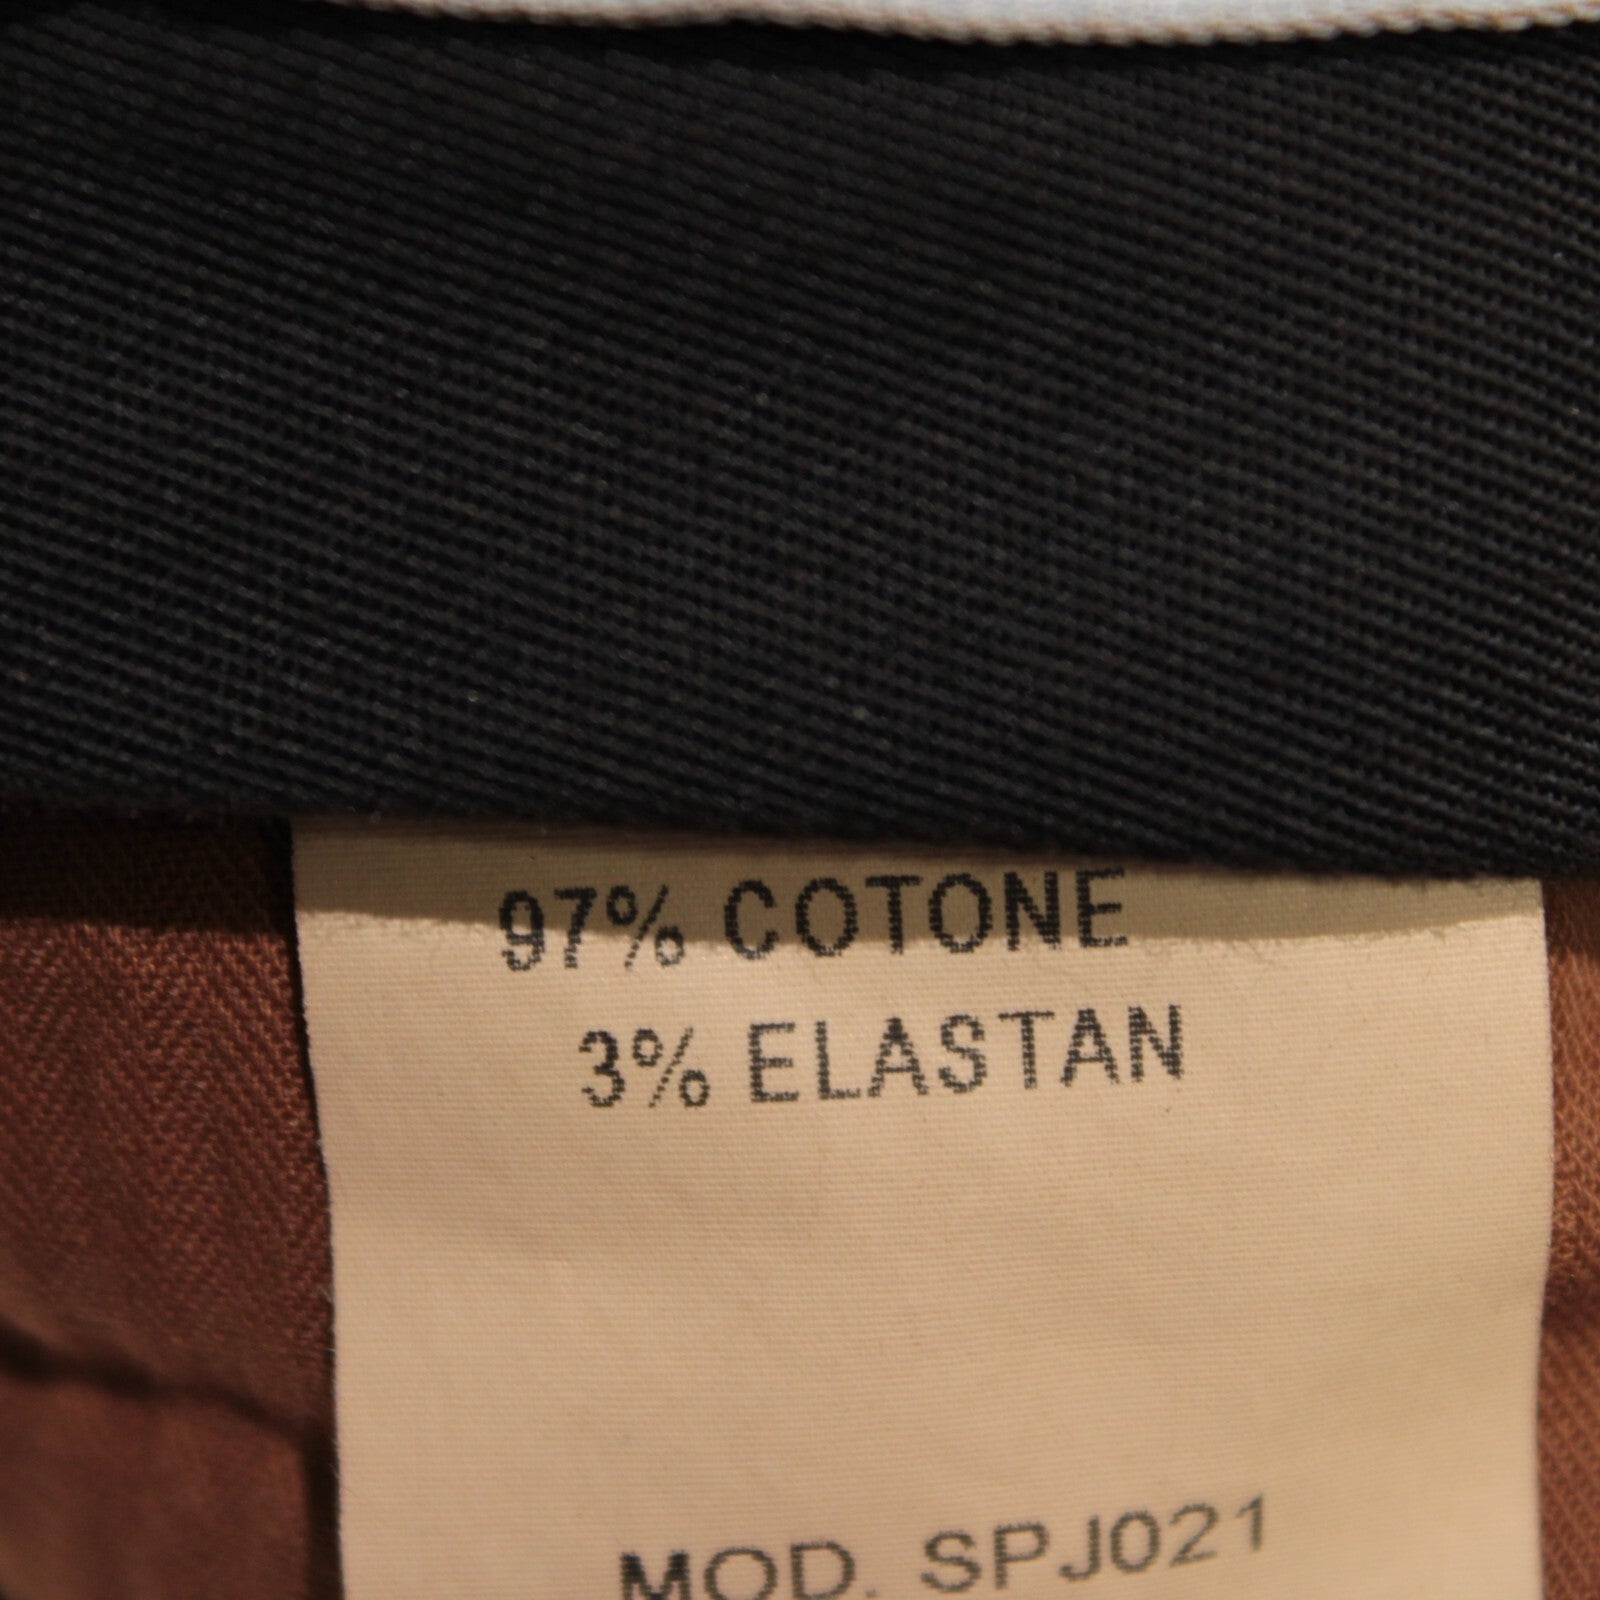 97% COTONE
3% ELASTAN
MOD. SPJ021